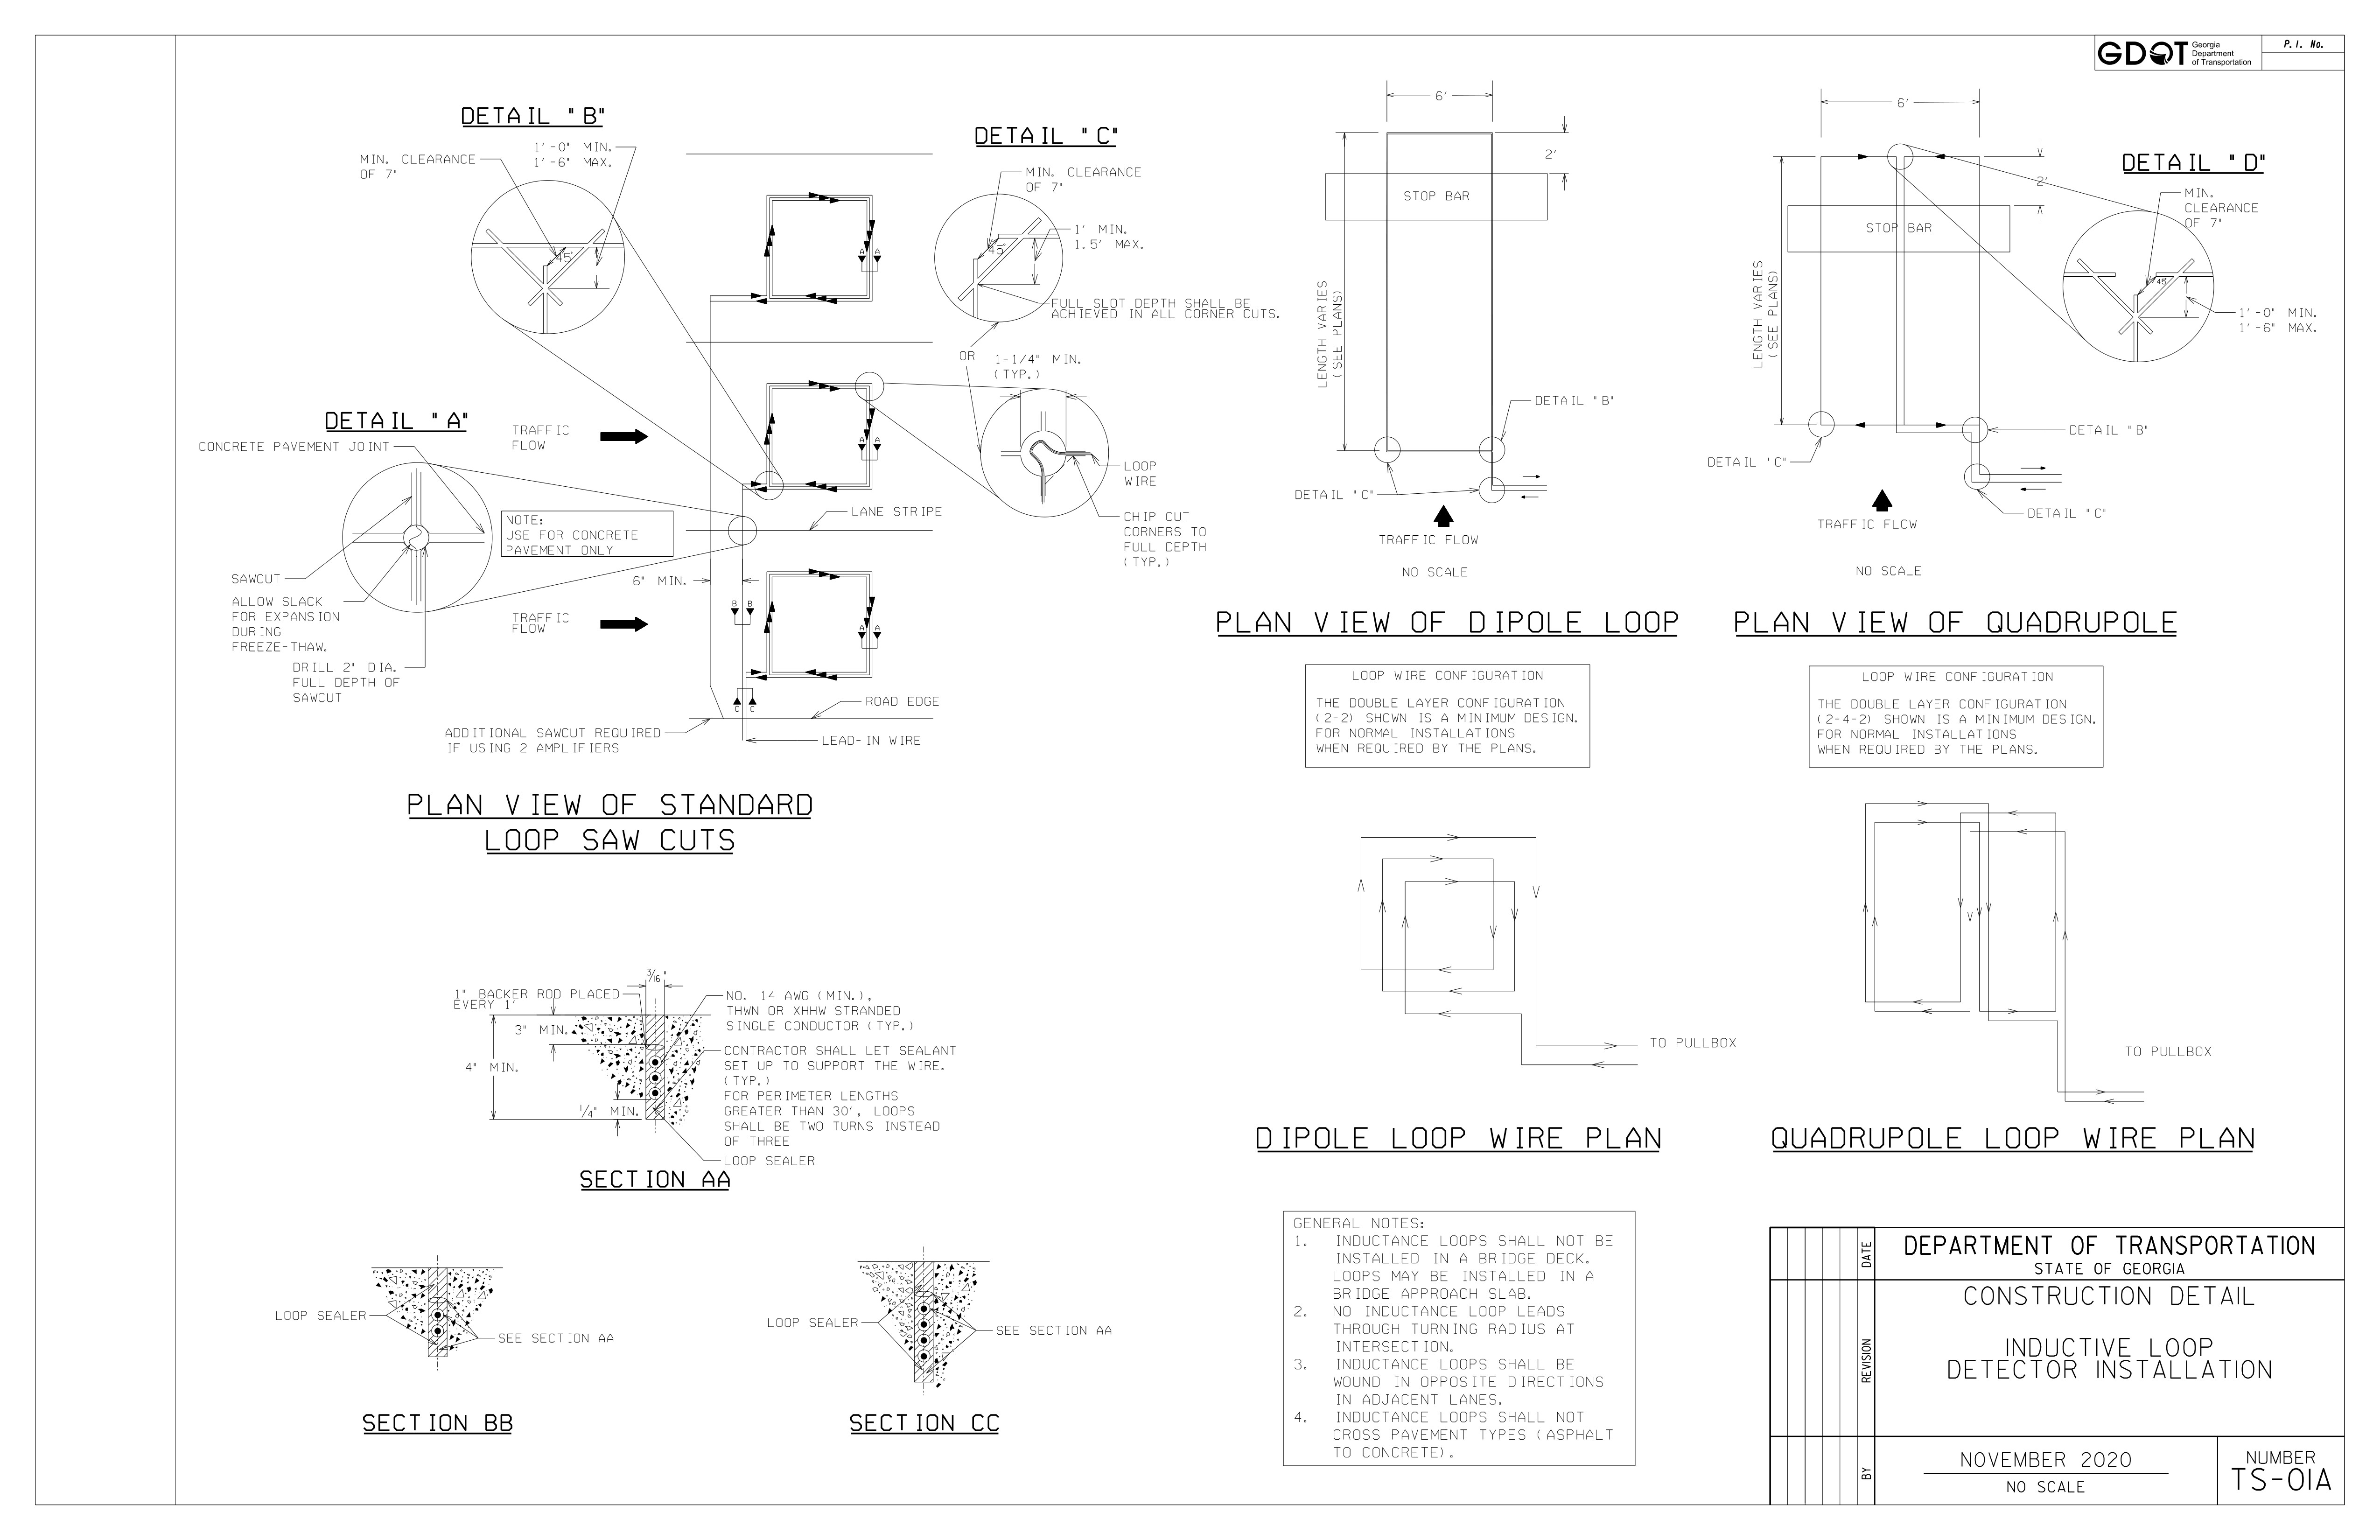 GDOT Georgia
Department
of Transportation
P. I. No.
DETAIL "B"
MIN. CLEARANCE
OF 7"
1'-0" MIN.
1'-6" MAX.
45°
DETAIL "C"
MIN. CLEARANCE
OF 7"
45°
1' MIN.
1.5' MAX.
FULL SLOT DEPTH SHALL BE
ACHIEVED IN ALL CORNER CUTS.
OR
1-1/4" MIN.
(TYP.)
LOOP
WIRE
CHIP OUT
CORNERS TO
FULL DEPTH
(TYP.)
DETAIL "A"
CONCRETE PAVEMENT JOINT
SAWCUT
ALLOW SLACK
FOR EXPANSION
DURING
FREEZE-THAW.
DRILL 2" DIA.
FULL DEPTH OF
SAWCUT
TRAFFIC
FLOW
NOTE:
USE FOR CONCRETE
PAVEMENT ONLY
TRAFFIC
FLOW
A A
A A
A A
B B
C C
6" MIN.
LANE STRIPE
ROAD EDGE
LEAD-IN WIRE
ADDITIONAL SAWCUT REQUIRED
IF USING 2 AMPLIFIERS
PLAN VIEW OF STANDARD
LOOP SAW CUTS
6'
2'
STOP BAR
LENGTH VARIES
(SEE PLANS)
DETAIL "B"
DETAIL "C"
TRAFFIC FLOW
NO SCALE
PLAN VIEW OF DIPOLE LOOP
LOOP WIRE CONFIGURATION
THE DOUBLE LAYER CONFIGURATION
(2-2) SHOWN IS A MINIMUM DESIGN.
FOR NORMAL INSTALLATIONS
WHEN REQUIRED BY THE PLANS.
6'
2'
STOP BAR
LENGTH VARIES
(SEE PLANS)
DETAIL "D"
MIN.
CLEARANCE
OF 7"
45°
1'-0" MIN.
1'-6" MAX.
DETAIL "B"
DETAIL "C"
DETAIL "C"
TRAFFIC FLOW
NO SCALE
PLAN VIEW OF QUADRUPOLE
LOOP WIRE CONFIGURATION
THE DOUBLE LAYER CONFIGURATION
(2-4-2) SHOWN IS A MINIMUM DESIGN.
FOR NORMAL INSTALLATIONS
WHEN REQUIRED BY THE PLANS.
TO PULLBOX
DIPOLE LOOP WIRE PLAN
TO PULLBOX
QUADRUPOLE LOOP WIRE PLAN
3/16"
1" BACKER ROD PLACED
EVERY 1'
3" MIN.
4" MIN.
1/4" MIN.
NO. 14 AWG (MIN.),
THWN OR XHHW STRANDED
SINGLE CONDUCTOR (TYP.)
CONTRACTOR SHALL LET SEALANT
SET UP TO SUPPORT THE WIRE.
(TYP.)
FOR PERIMETER LENGTHS
GREATER THAN 30', LOOPS
SHALL BE TWO TURNS INSTEAD
OF THREE
LOOP SEALER
SECTION AA
LOOP SEALER
SEE SECTION AA
SECTION BB
LOOP SEALER
SEE SECTION AA
SECTION CC
GENERAL NOTES:
1. INDUCTANCE LOOPS SHALL NOT BE
INSTALLED IN A BRIDGE DECK.
LOOPS MAY BE INSTALLED IN A
BRIDGE APPROACH SLAB.
2. NO INDUCTANCE LOOP LEADS
THROUGH TURNING RADIUS AT
INTERSECTION.
3. INDUCTANCE LOOPS SHALL BE
WOUND IN OPPOSITE DIRECTIONS
IN ADJACENT LANES.
4. INDUCTANCE LOOPS SHALL NOT
CROSS PAVEMENT TYPES (ASPHALT
TO CONCRETE).
DATE
REVISION
BY
DEPARTMENT OF TRANSPORTATION
STATE OF GEORGIA
CONSTRUCTION DETAIL
INDUCTIVE LOOP
DETECTOR INSTALLATION
NOVEMBER 2020
NO SCALE
NUMBER
TS-01A